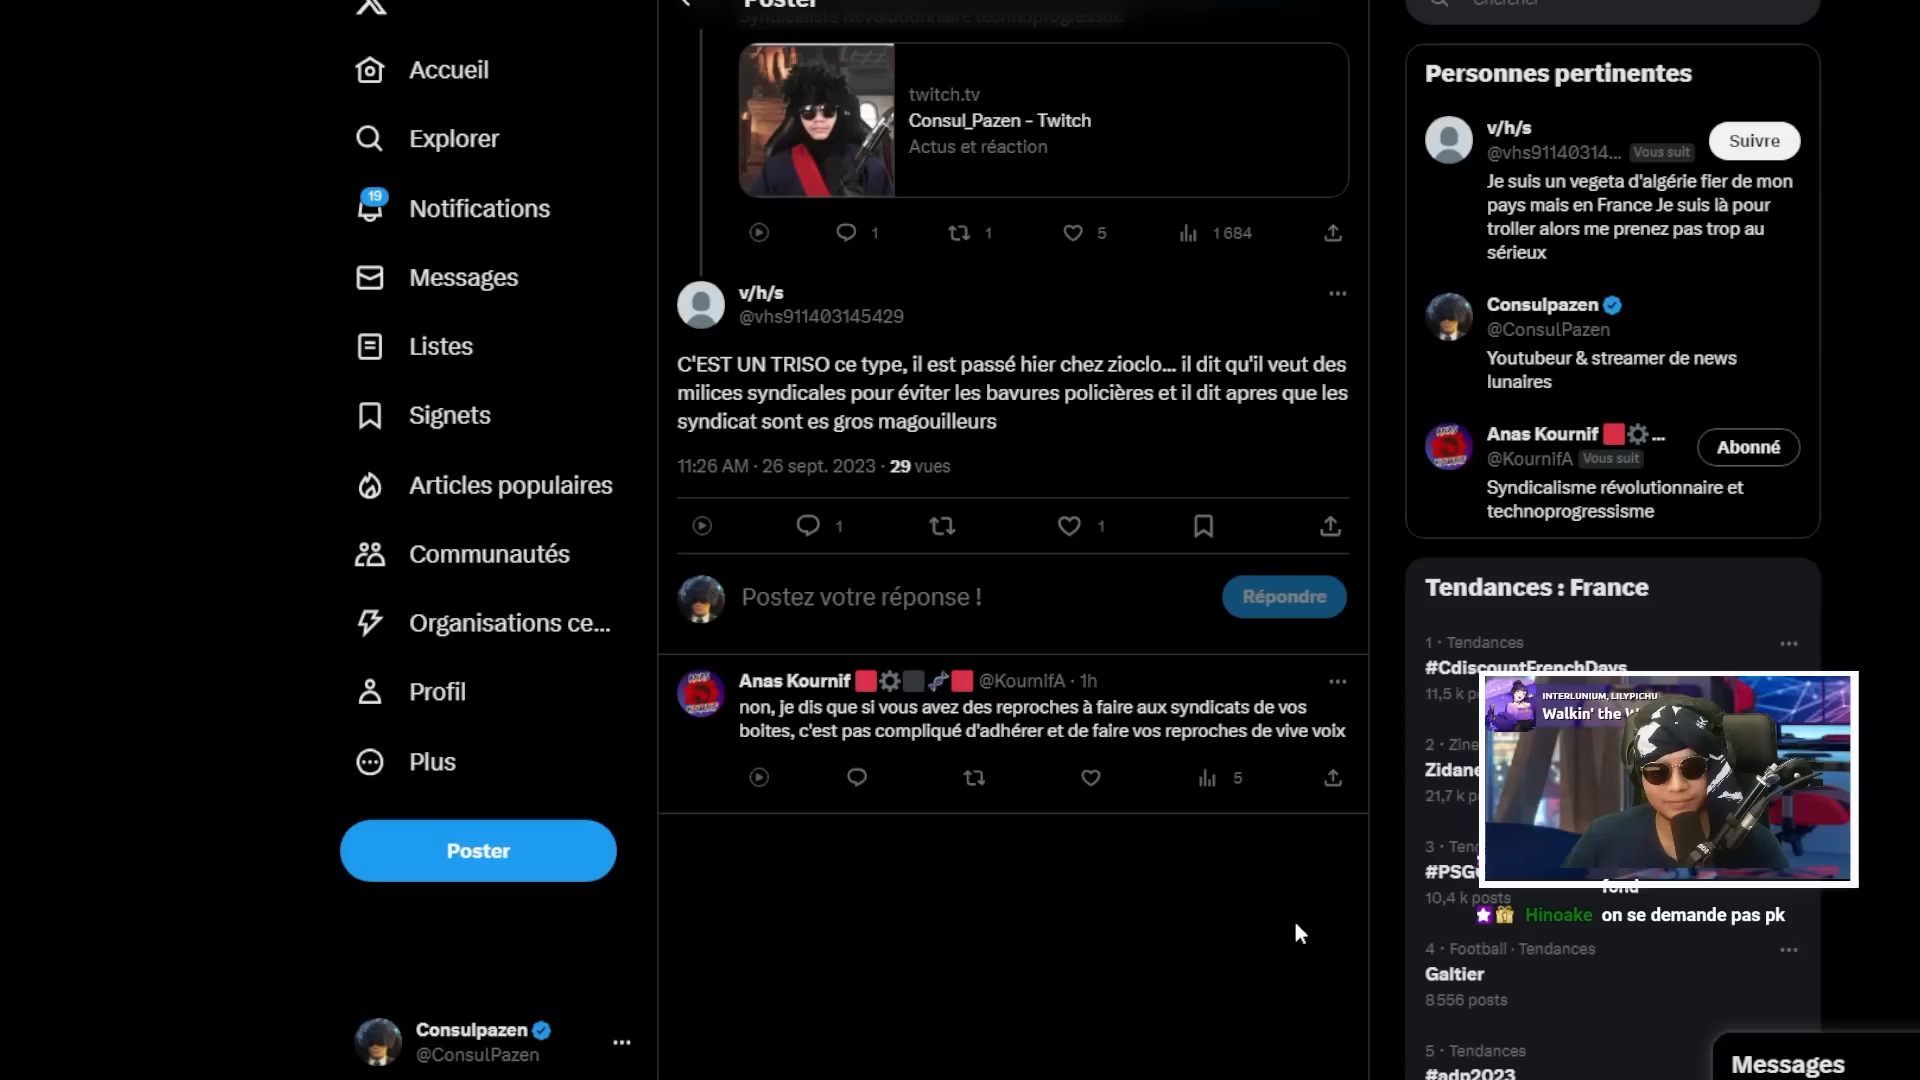 Poster
Chercher
Syndicaliste Révolutionnaire technoprogressite
Accueil
Explorer
19
Notifications
Messages
Listes
Signets
Articles populaires
Communautés
Organisations ce...
Profil
Plus
Poster
Consulpazen
@ConsulPazen
twitch.tv
Consul_Pazen - Twitch
Actus et réaction
1
1
5
1 684
v/h/s
@vhs911403145429
C'EST UN TRISO ce type, il est passé hier chez zioclo... il dit qu'il veut des
milices syndicales pour éviter les bavures policières et il dit apres que les
syndicat sont es gros magouilleurs
11:26 AM · 26 sept. 2023 · 29 vues
1
1
Postez votre réponse !
Répondre
Anas Kournif 🟥⚙️⬛🧬🟥 @KournifA · 1h
non, je dis que si vous avez des reproches à faire aux syndicats de vos
boites, c'est pas compliqué d'adhérer et de faire vos reproches de vive voix
5
Personnes pertinentes
v/h/s
@vhs91140314... Vous suit
Suivre
Je suis un vegeta d'algérie fier de mon
pays mais en France Je suis là pour
troller alors me prenez pas trop au
sérieux
Consulpazen
@ConsulPazen
Youtubeur & streamer de news
lunaires
Anas Kournif 🟥⚙️...
@KournifA Vous suit
Abonné
Syndicalisme révolutionnaire et
technoprogressisme
Tendances : France
1 · Tendances
#CdiscountFrenchDays
11,5 k
2 ·
Zidane
21,7 k
3 ·
10,4 k posts
INTERLUNIUM, LILYPICHU
Walkin' the
fond
Hinoake on se demande pas pk
4 · Football · Tendances
Galtier
8 556 posts
5 · Tendances
#adp2023
Messages